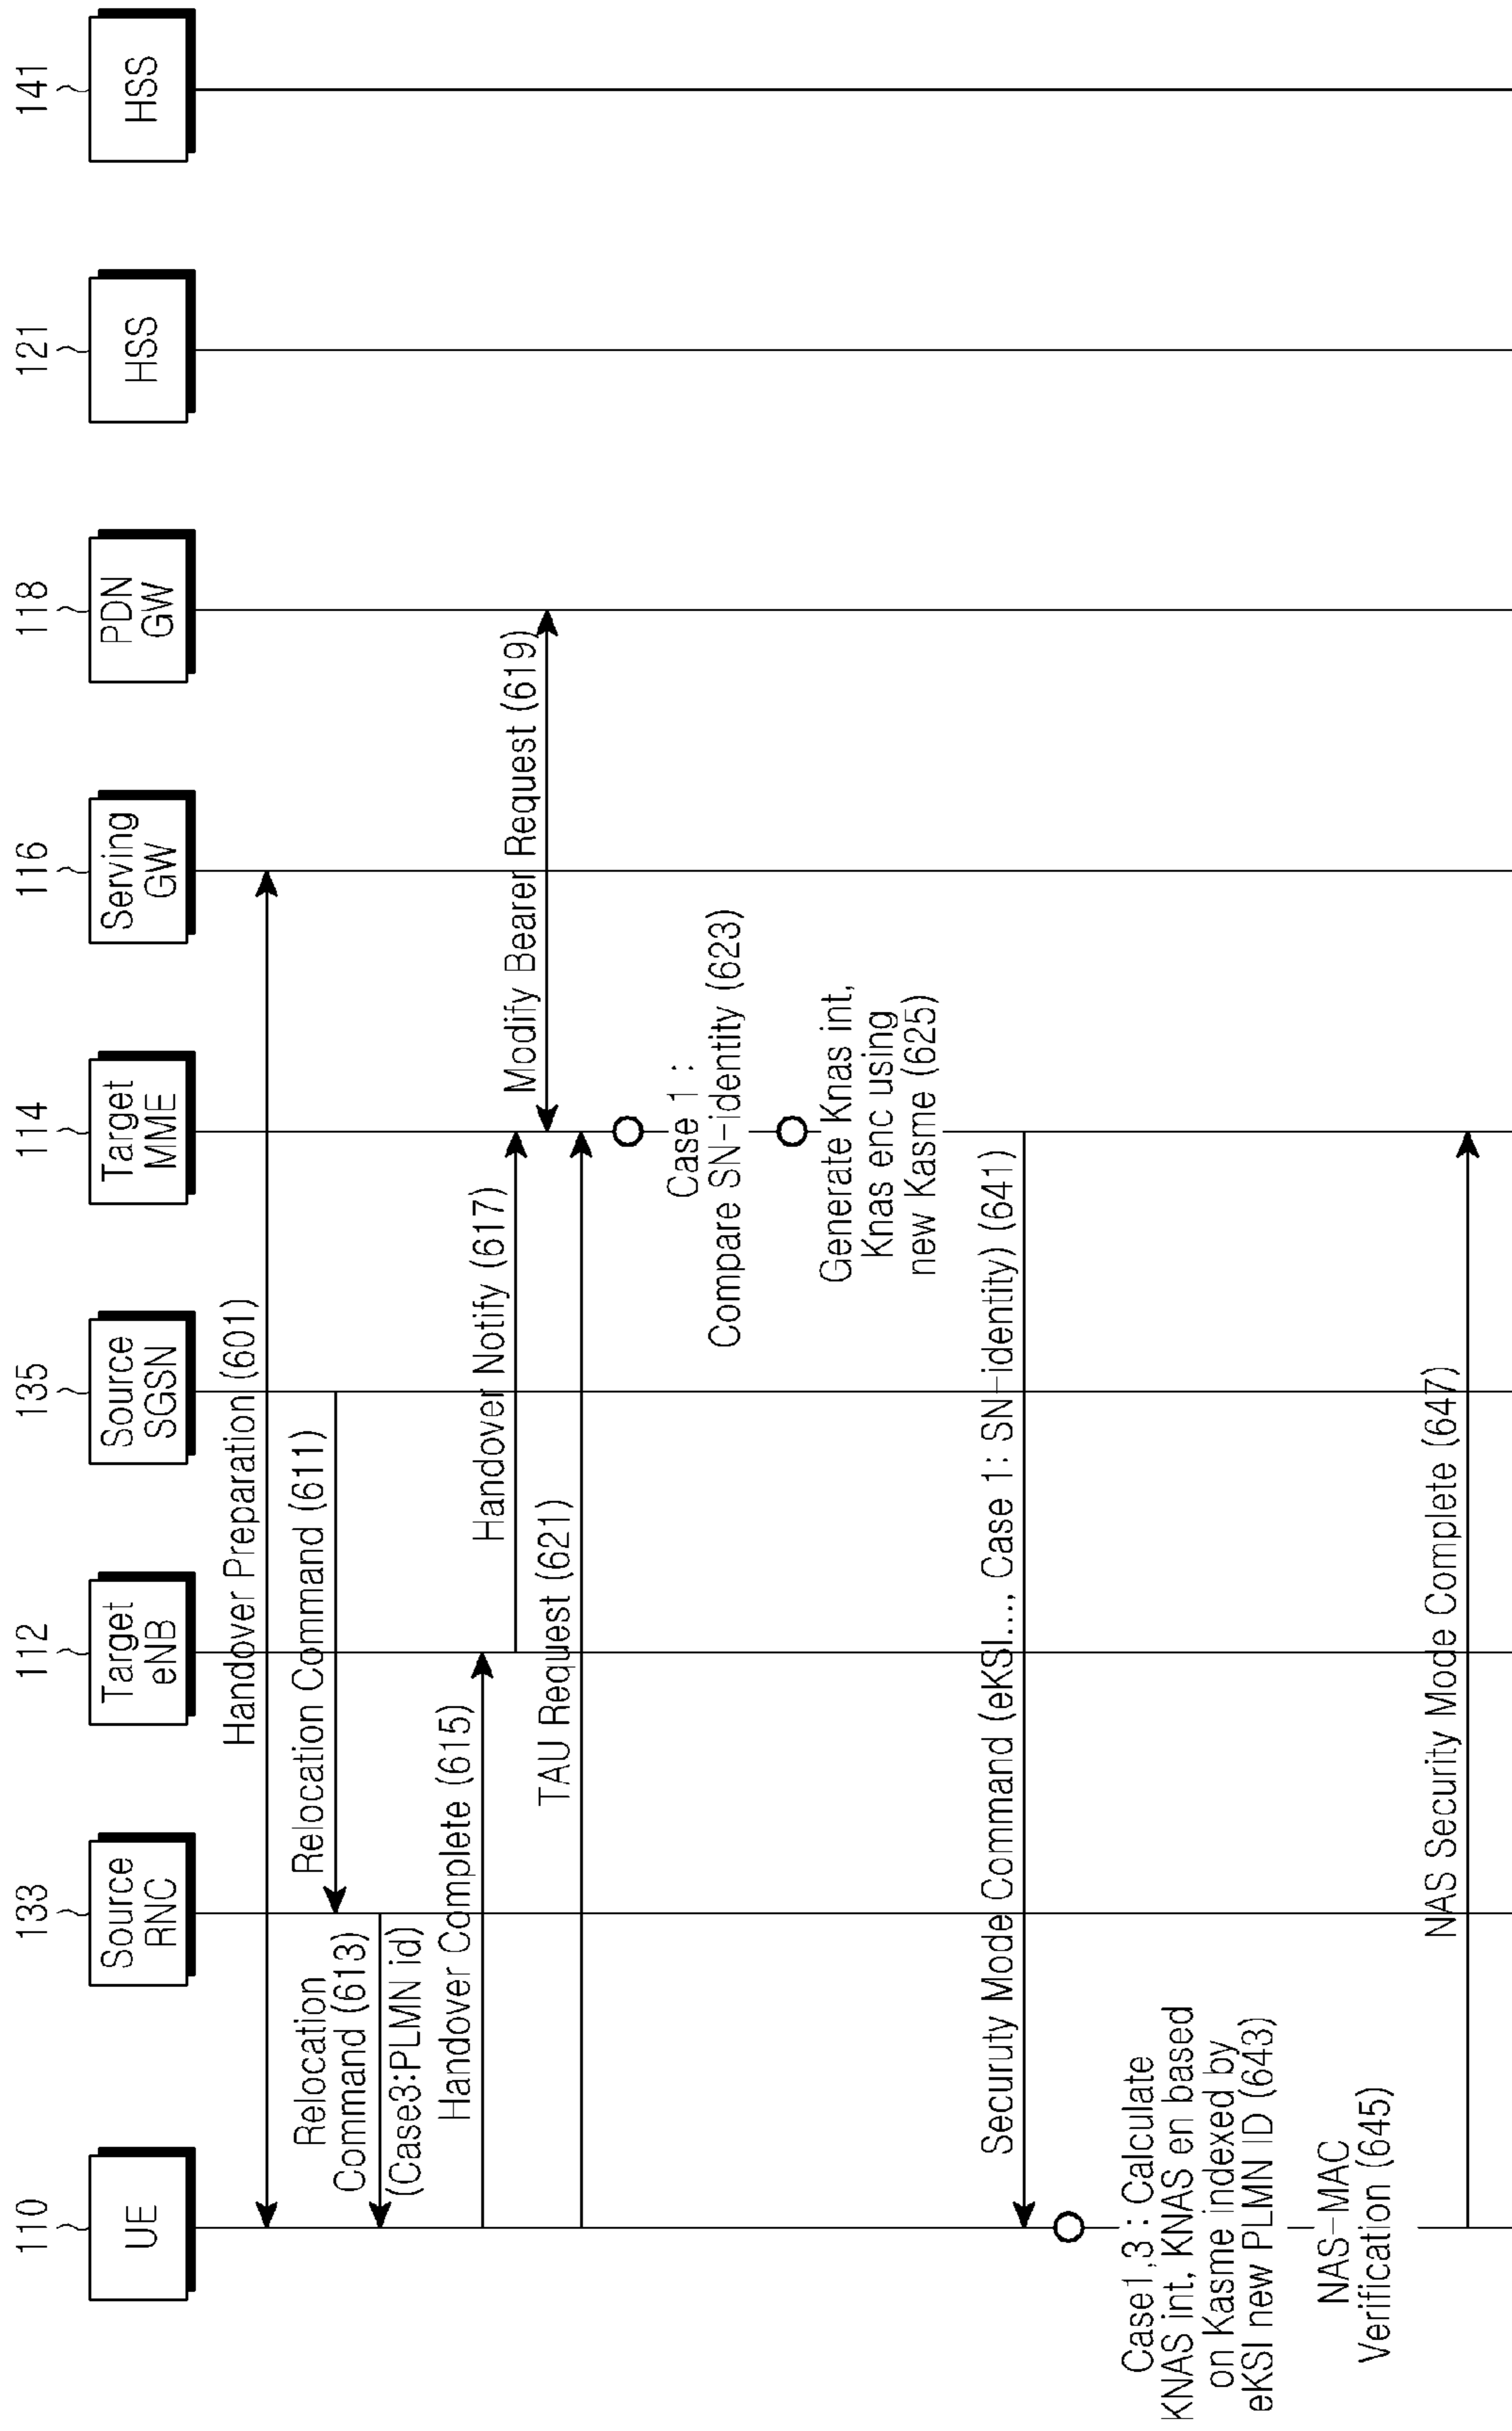 110
133
112
135
114
116
118
121
141
UE
Source
RNC
Target
eNB
Source
SGSN
Target
MME
Serving
GW
PDN
GW
HSS
HSS
Handover Preparation (601)
Relocation Command (611)
Relocation
Command (613)
(Case3:PLMN id)
Handover Complete (615)
Handover Notify (617)
Modify Bearer Request (619)
TAU Request (621)
Case 1 :
Compare SN-identity (623)
Generate Knas int,
Knas enc using
new Kasme (625)
Securuty Mode Command (eKSI..., Case 1: SN-identity) (641)
Case1,3 : Calculate
KNAS int, KNAS en based
on Kasme indexed by
eKSI new PLMN ID (643)
NAS-MAC
Verification (645)
NAS Security Mode Complete (647)